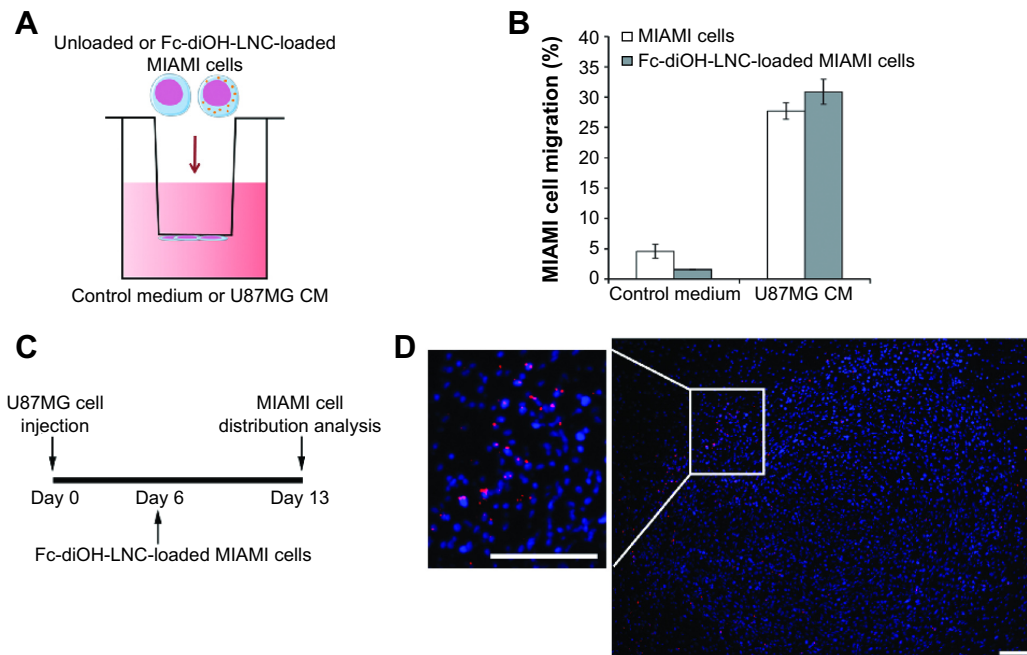 A
Unloaded or Fc-diOH-LNC-loaded
MIAMI cells
Control medium or U87MG CM
B
MIAMI cell migration (%)
40
35
30
25
20
15
10
5
0
MIAMI cells
Fc-diOH-LNC-loaded MIAMI cells
Control medium
U87MG CM
C
U87MG cell
injection
MIAMI cell
distribution analysis
Day 0
Day 6
Day 13
Fc-diOH-LNC-loaded MIAMI cells
D